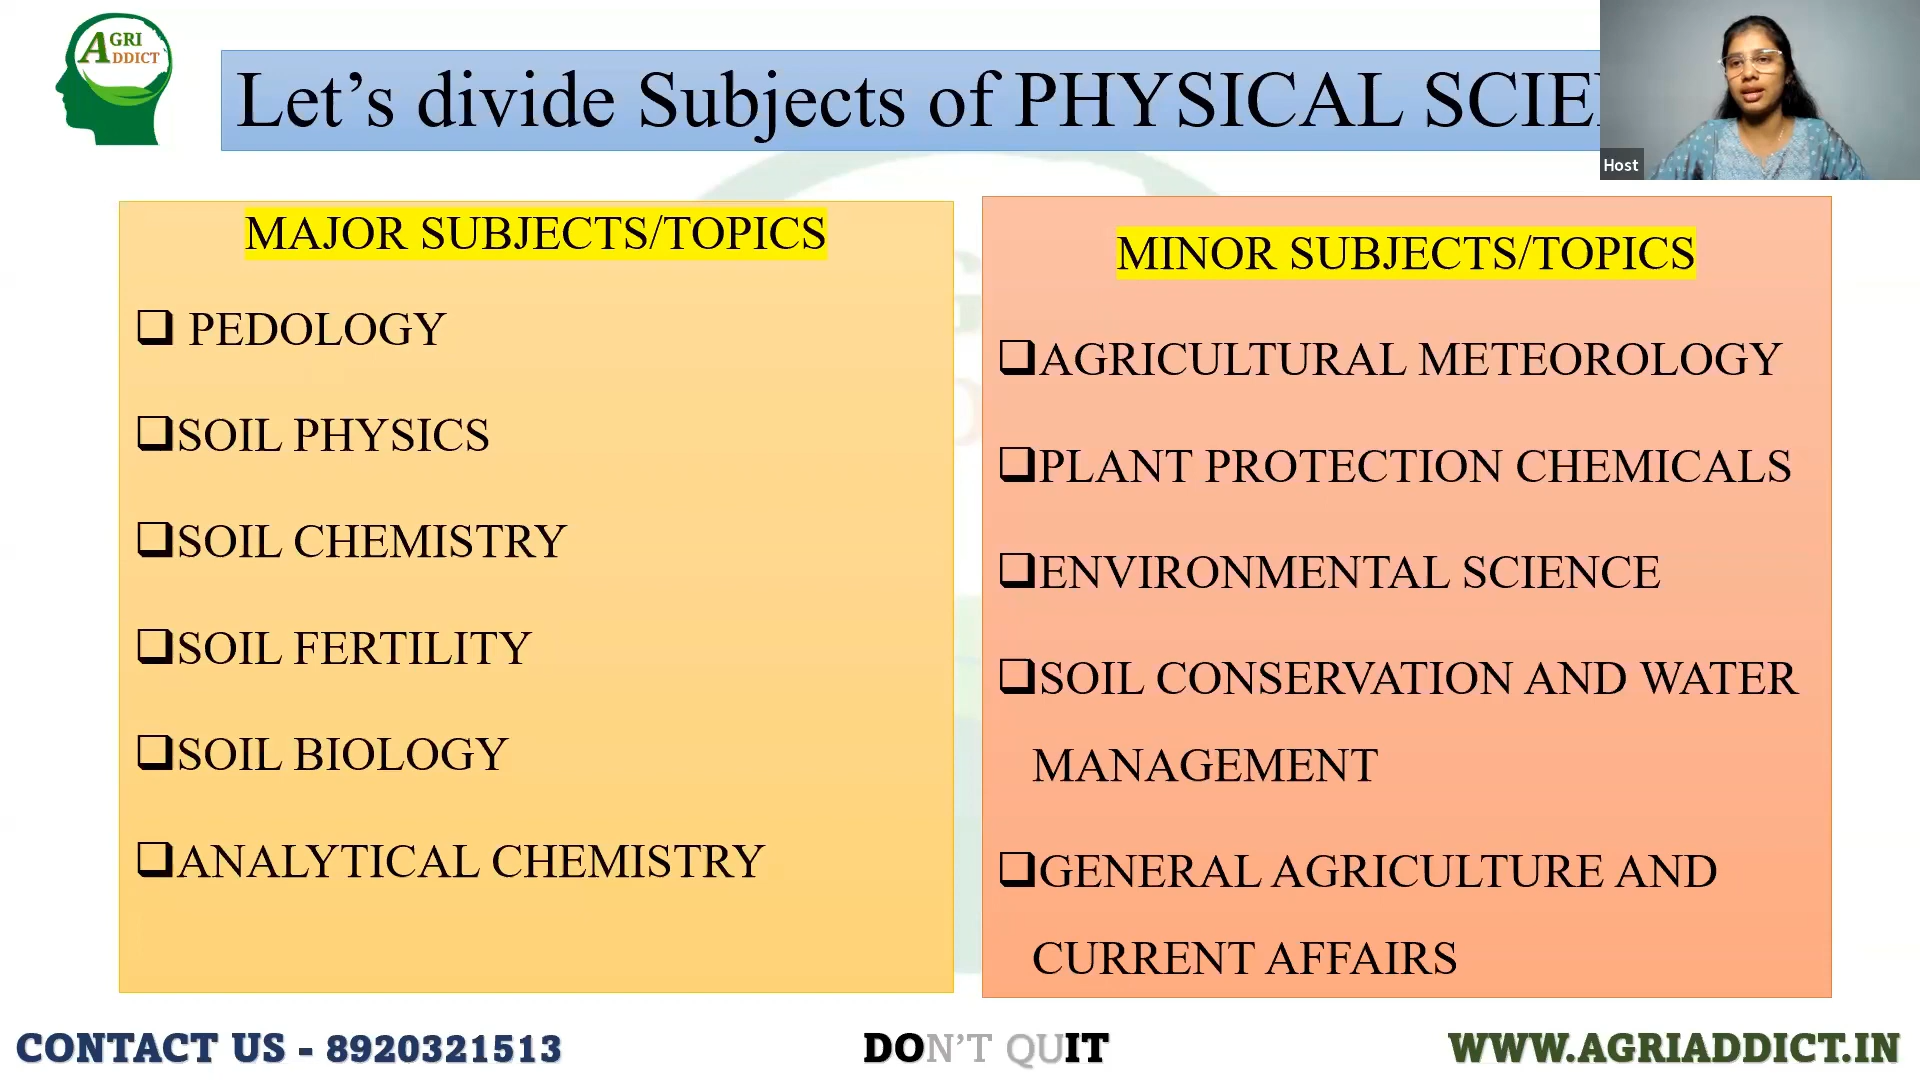 AGRI
ADDICT
Let’s divide Subjects of PHYSICAL
Host
MAJOR SUBJECTS/TOPICS
❑ PEDOLOGY
❑SOIL PHYSICS
❑SOIL CHEMISTRY
❑SOIL FERTILITY
❑SOIL BIOLOGY
❑ANALYTICAL CHEMISTRY
MINOR SUBJECTS/TOPICS
❑AGRICULTURAL METEOROLOGY
❑PLANT PROTECTION CHEMICALS
❑ENVIRONMENTAL SCIENCE
❑SOIL CONSERVATION AND WATER
MANAGEMENT
❑GENERAL AGRICULTURE AND
CURRENT AFFAIRS
CONTACT US - 8920321513
DON’T QUIT
WWW.AGRIADDICT.IN